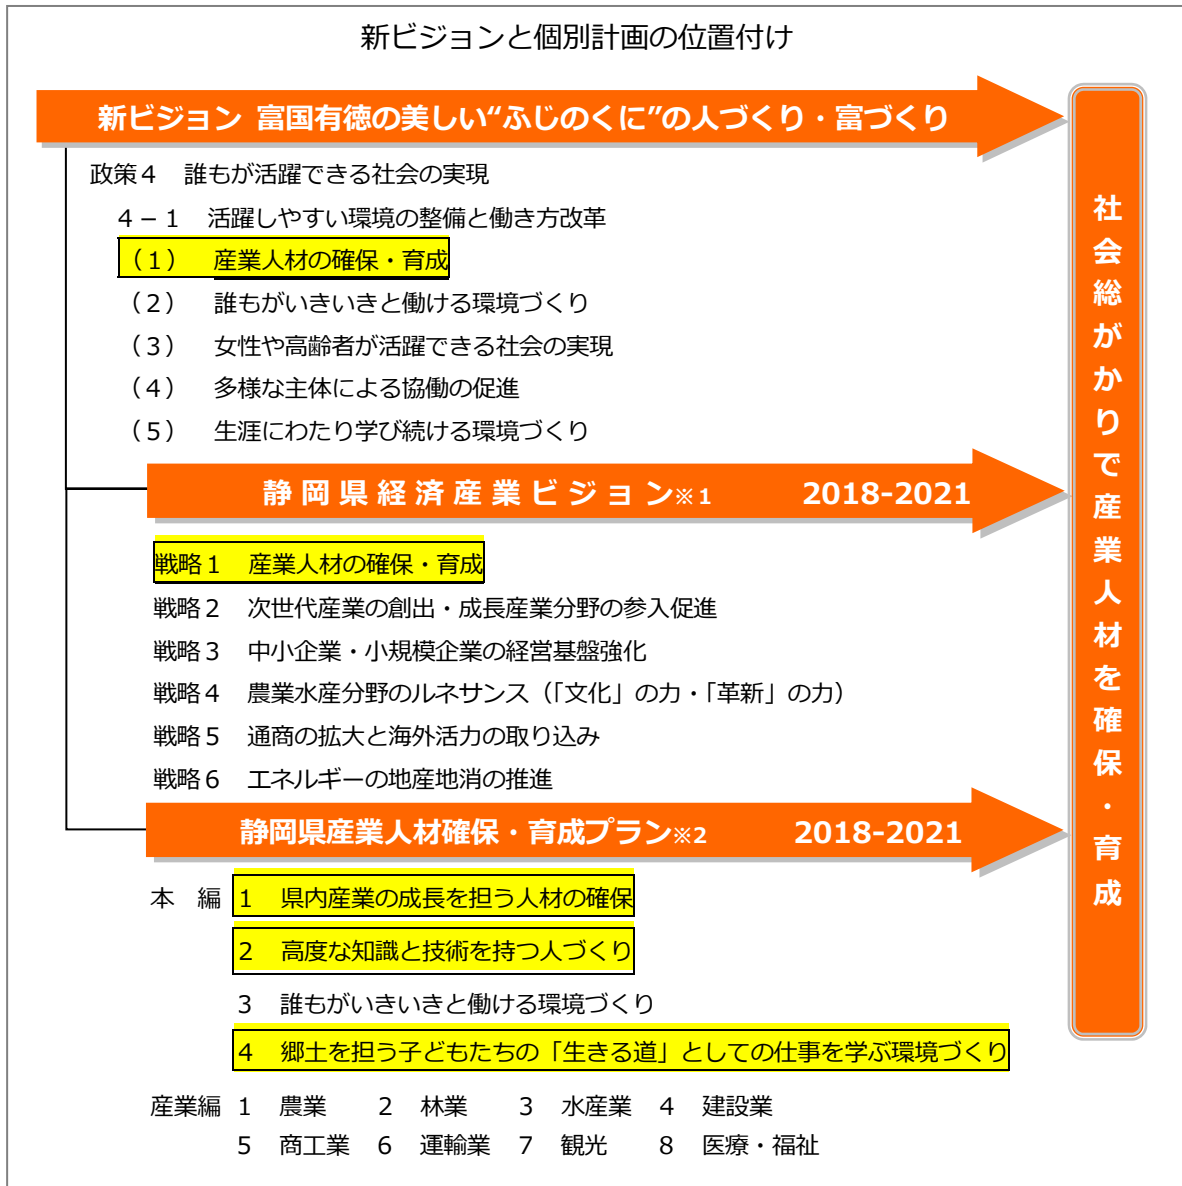 新ビジョンと個別計画の位置付け
新ビジョン 富国有徳の美しい“ふじのくに”の人づくり・富づくり
政策４　誰もが活躍できる社会の実現
４－１　活躍しやすい環境の整備と働き方改革
（１）　産業人材の確保・育成
（２）　誰もがいきいきと働ける環境づくり
（３）　女性や高齢者が活躍できる社会の実現
（４）　多様な主体による協働の促進
（５）　生涯にわたり学び続ける環境づくり
静岡県経済産業ビジョン※１　2018-2021
戦略１　産業人材の確保・育成
戦略２　次世代産業の創出・成長産業分野の参入促進
戦略３　中小企業・小規模企業の経営基盤強化
戦略４　農業水産分野のルネサンス（「文化」の力・「革新」の力）
戦略５　通商の拡大と海外活力の取り込み
戦略６　エネルギーの地産地消の推進
静岡県産業人材確保・育成プラン※2　2018-2021
本　編　１　県内産業の成長を担う人材の確保
２　高度な知識と技術を持つ人づくり
３　誰もがいきいきと働ける環境づくり
４　郷土を担う子どもたちの「生きる道」としての仕事を学ぶ環境づくり
産業編　１　農業　２　林業　３　水産業　４　建設業
５　商工業　６　運輸業　７　観光　８　医療・福祉
社会総がかりで産業人材を確保・育成